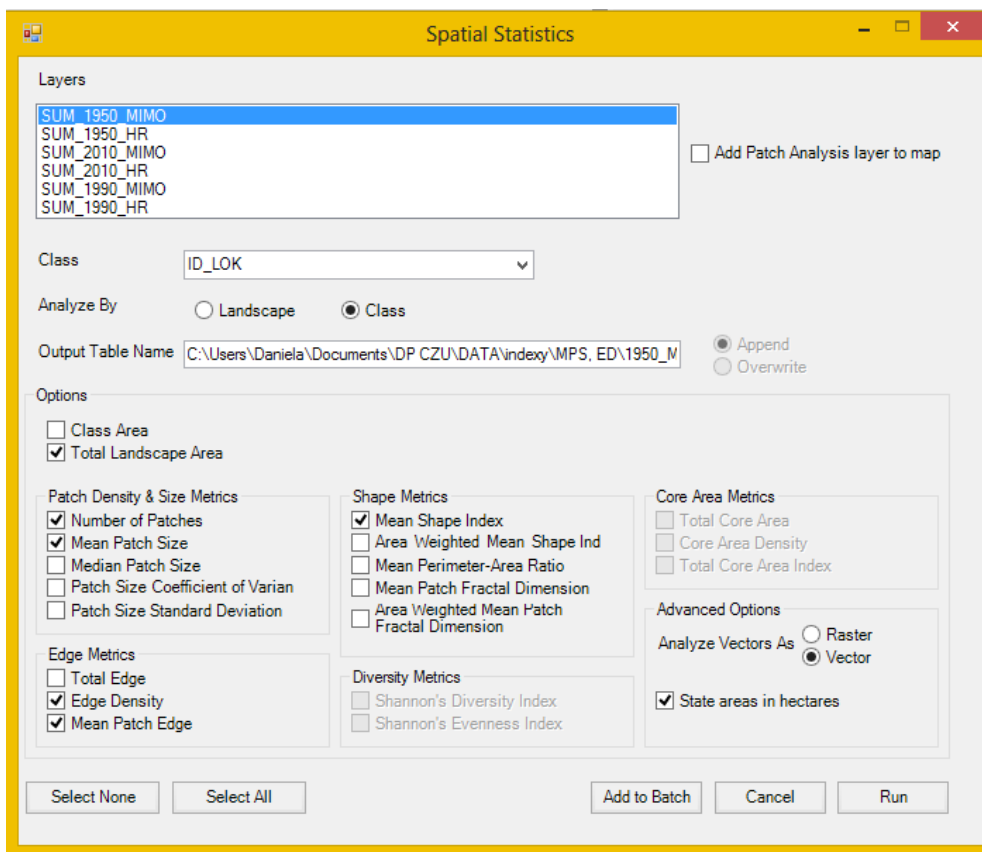 Spatial Statistics
Layers
SUM_1950_MIMO
SUM_1950_HR
SUM_2010_MIMO
SUM_2010_HR
SUM_1990_MIMO
SUM_1990_HR
Add Patch Analysis layer to map
Class
ID_LOK
Analyze By
Landscape
Class
Output Table Name
C:\Users\Daniela\Documents\DP CZU\DATA\indexy\MPS, ED\1950_M
Append
Overwrite
Options
Class Area
Total Landscape Area
Patch Density & Size Metrics
Number of Patches
Mean Patch Size
Median Patch Size
Patch Size Coefficient of Varian
Patch Size Standard Deviation
Edge Metrics
Total Edge
Edge Density
Mean Patch Edge
Shape Metrics
Mean Shape Index
Area Weighted Mean Shape Ind
Mean Perimeter-Area Ratio
Mean Patch Fractal Dimension
Area Weighted Mean Patch
Fractal Dimension
Diversity Metrics
Shannon's Diversity Index
Shannon's Evenness Index
Core Area Metrics
Total Core Area
Core Area Density
Total Core Area Index
Advanced Options
Analyze Vectors As
Raster
Vector
State areas in hectares
Select None
Select All
Add to Batch
Cancel
Run